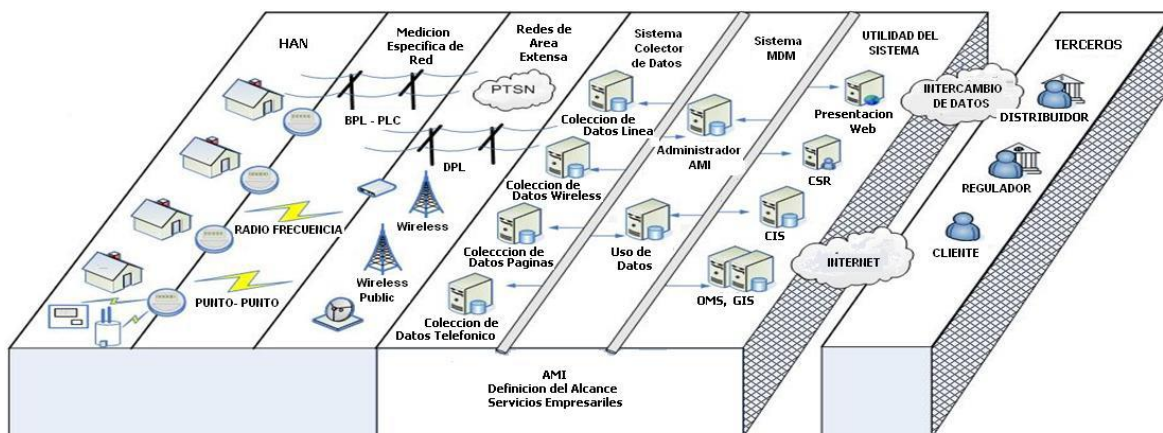 HAN
Medicion
Especifica de
Red
Redes de
Area
Extensa
Sistema
Colector
de Datos
Sistema
MDM
UTILIDAD DEL
SISTEMA
TERCEROS
BPL - PLC
PTSN
DPL
RADIO FRECUENCIA
PUNTO- PUNTO
Wireless
Wireless
Public
Coleccion de
Datos Linea
Coleccion de
Datos Wireless
Colecccion de
Datos Paginas
Coleccion de
Datos Telefonico
Administrador
AMI
Uso de
Datos
Presentacion
Web
CSR
CIS
OMS, GIS
INTERCAMBIO
DE DATOS
INTERNET
DISTRIBUIDOR
REGULADOR
CLIENTE
AMI
Definicion del Alcance
Servicios Empresariles